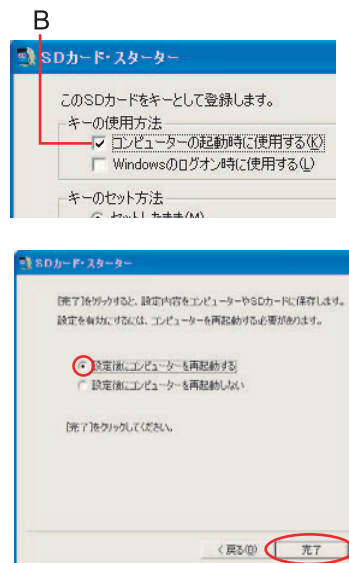 B
SDカード・スターター
このSDカードをキーとして登録します。
キーの使用方法
コンピューターの起動時に使用する(K)
Windowsのログオン時に使用する(L)
キーのセット方法
セットしたまま(M)
SDカード・スターター
[完了]をクリックすると、設定内容をコンピューターやSDカードに保存します。
設定を有効にするには、コンピューターを再起動する必要があります。
設定後にコンピューターを再起動する
設定後にコンピューターを再起動しない
[完了]をクリックしてください。
< 戻る(B) 完了